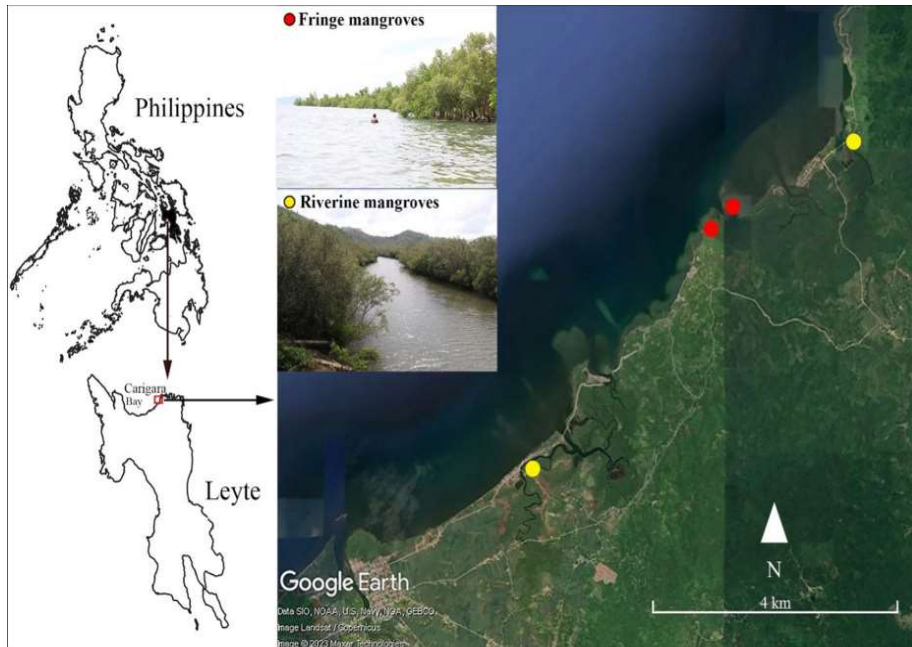 Philippines
Carigara
Bay
Leyte
Fringe mangroves
Riverine mangroves
Google Earth
Data SIO, NOAA, U.S. Navy, NGA, GEBCO
Image Landsat / Copernicus
Image © 2023 Maxar Technologies
N
4 km